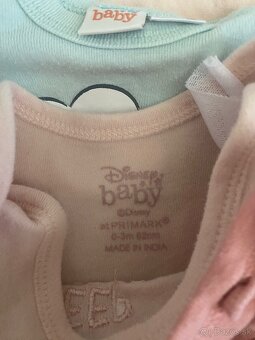 baby
Disney
baby
©Disney
at PRIMARK®
0-3m 62cm
MADE IN INDIA